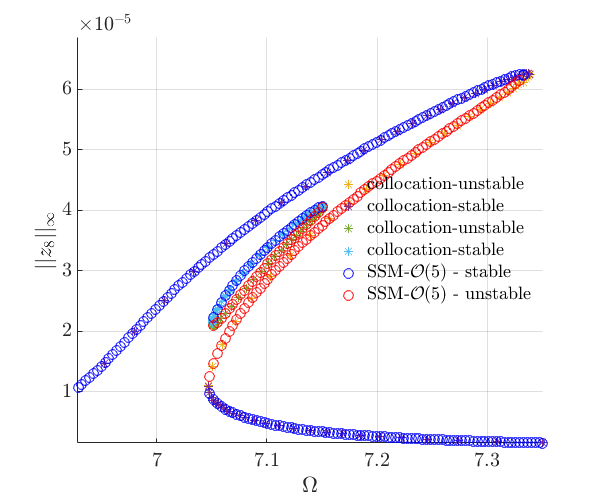 ×10⁻⁵
6
5
4
3
2
1
||z₈||∞
collocation-unstable
collocation-stable
collocation-unstable
collocation-stable
SSM-𝒪(5) - stable
SSM-𝒪(5) - unstable
7
7.1
7.2
7.3
Ω